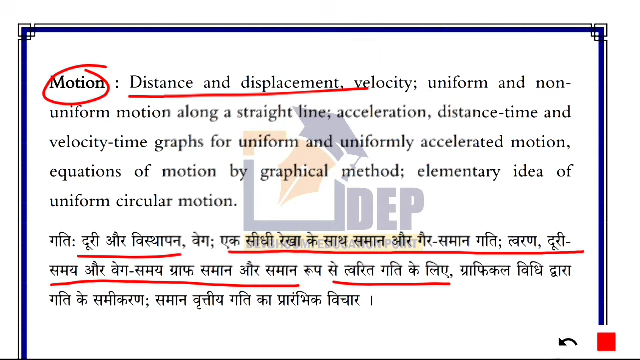 Motion : Distance and displacement, velocity; uniform and non-
uniform motion along a straight line; acceleration, distance-time and
velocity-time graphs for uniform and uniformly accelerated motion,
equations of motion by graphical method; elementary idea of
uniform circular motion.
DEP
गतिः दूरी और विस्थापन, वेग; एक सीधी रेखा के साथ समान और गैर-समान गति; त्वरण, दूरी-
समय और वेग-समय ग्राफ समान और समान रूप से त्वरित गति के लिए, ग्राफिकल विधि द्वारा
गति के समीकरण; समान वृत्तीय गति का प्रारंभिक विचार ।